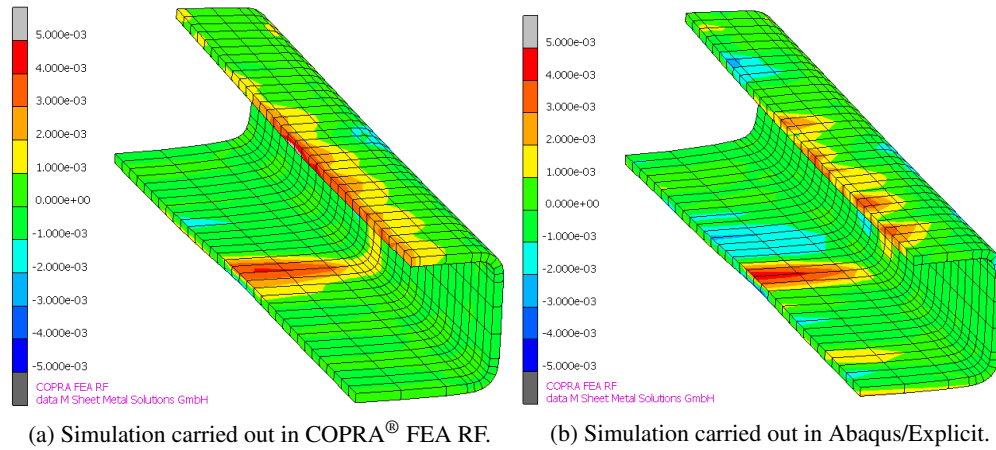 5.000e-03
4.000e-03
3.000e-03
2.000e-03
1.000e-03
0.000e+00
-1.000e-03
-2.000e-03
-3.000e-03
-4.000e-03
-5.000e-03
COPRA FEA RF
data M Sheet Metal Solutions GmbH
(a) Simulation carried out in COPRA® FEA RF.
5.000e-03
4.000e-03
3.000e-03
2.000e-03
1.000e-03
0.000e+00
-1.000e-03
-2.000e-03
-3.000e-03
-4.000e-03
-5.000e-03
COPRA FEA RF
data M Sheet Metal Solutions GmbH
(b) Simulation carried out in Abaqus/Explicit.